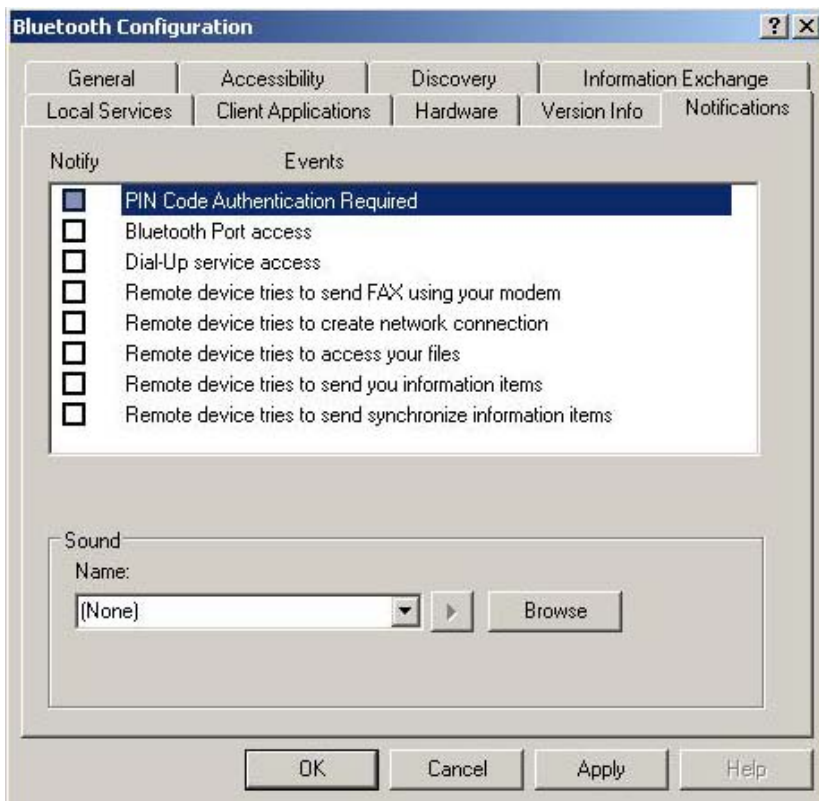 Bluetooth Configuration
General Accessibility Discovery Information Exchange
Local Services Client Applications Hardware Version Info Notifications
Notify Events
PIN Code Authentication Required
Bluetooth Port access
Dial-Up service access
Remote device tries to send FAX using your modem
Remote device tries to create network connection
Remote device tries to access your files
Remote device tries to send you information items
Remote device tries to send synchronize information items
Sound
Name:
(None) Browse
OK Cancel Apply Help